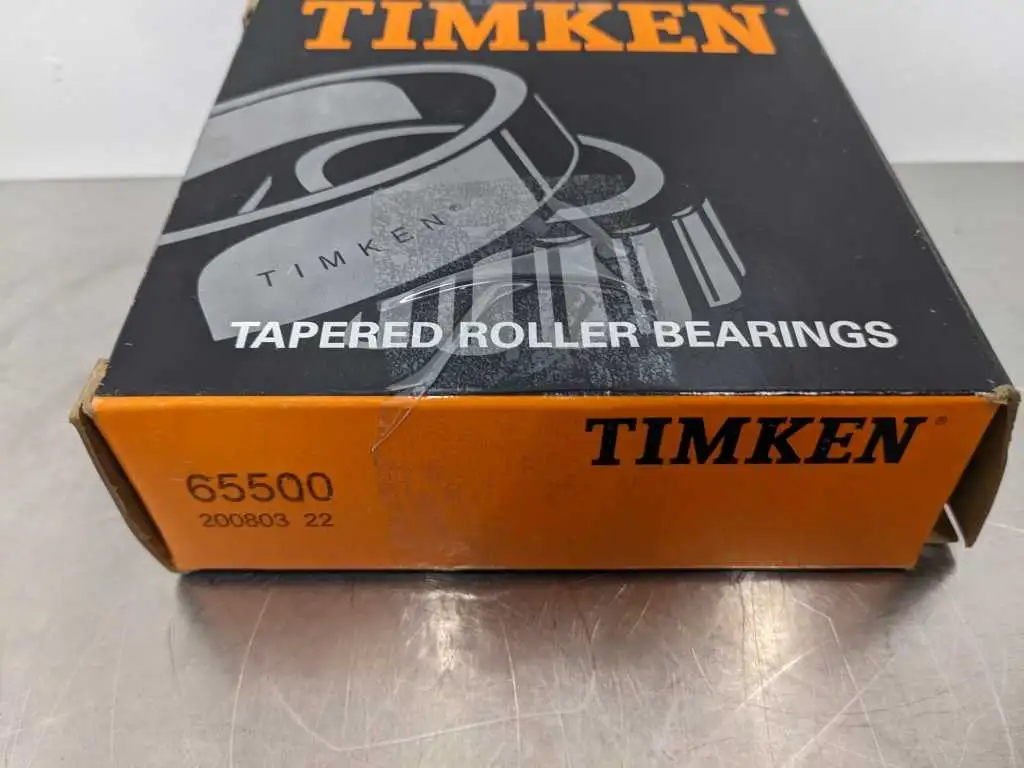 TIMKEN®
TIMKEN®
TAPERED ROLLER BEARINGS
TIMKEN®
65500
200803 22